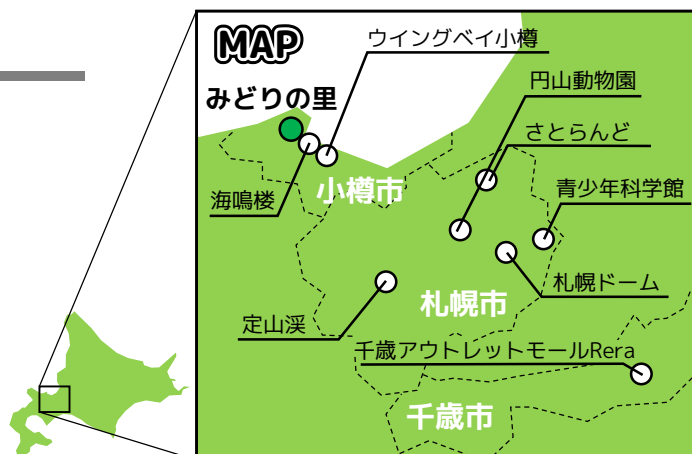 MAP
ウイングベイ小樽
みどりの里
円山動物園
さとらんど
小樽市
海鳴楼
青少年科学館
札幌市
札幌ドーム
定山渓
千歳アウトレットモールRera
千歳市